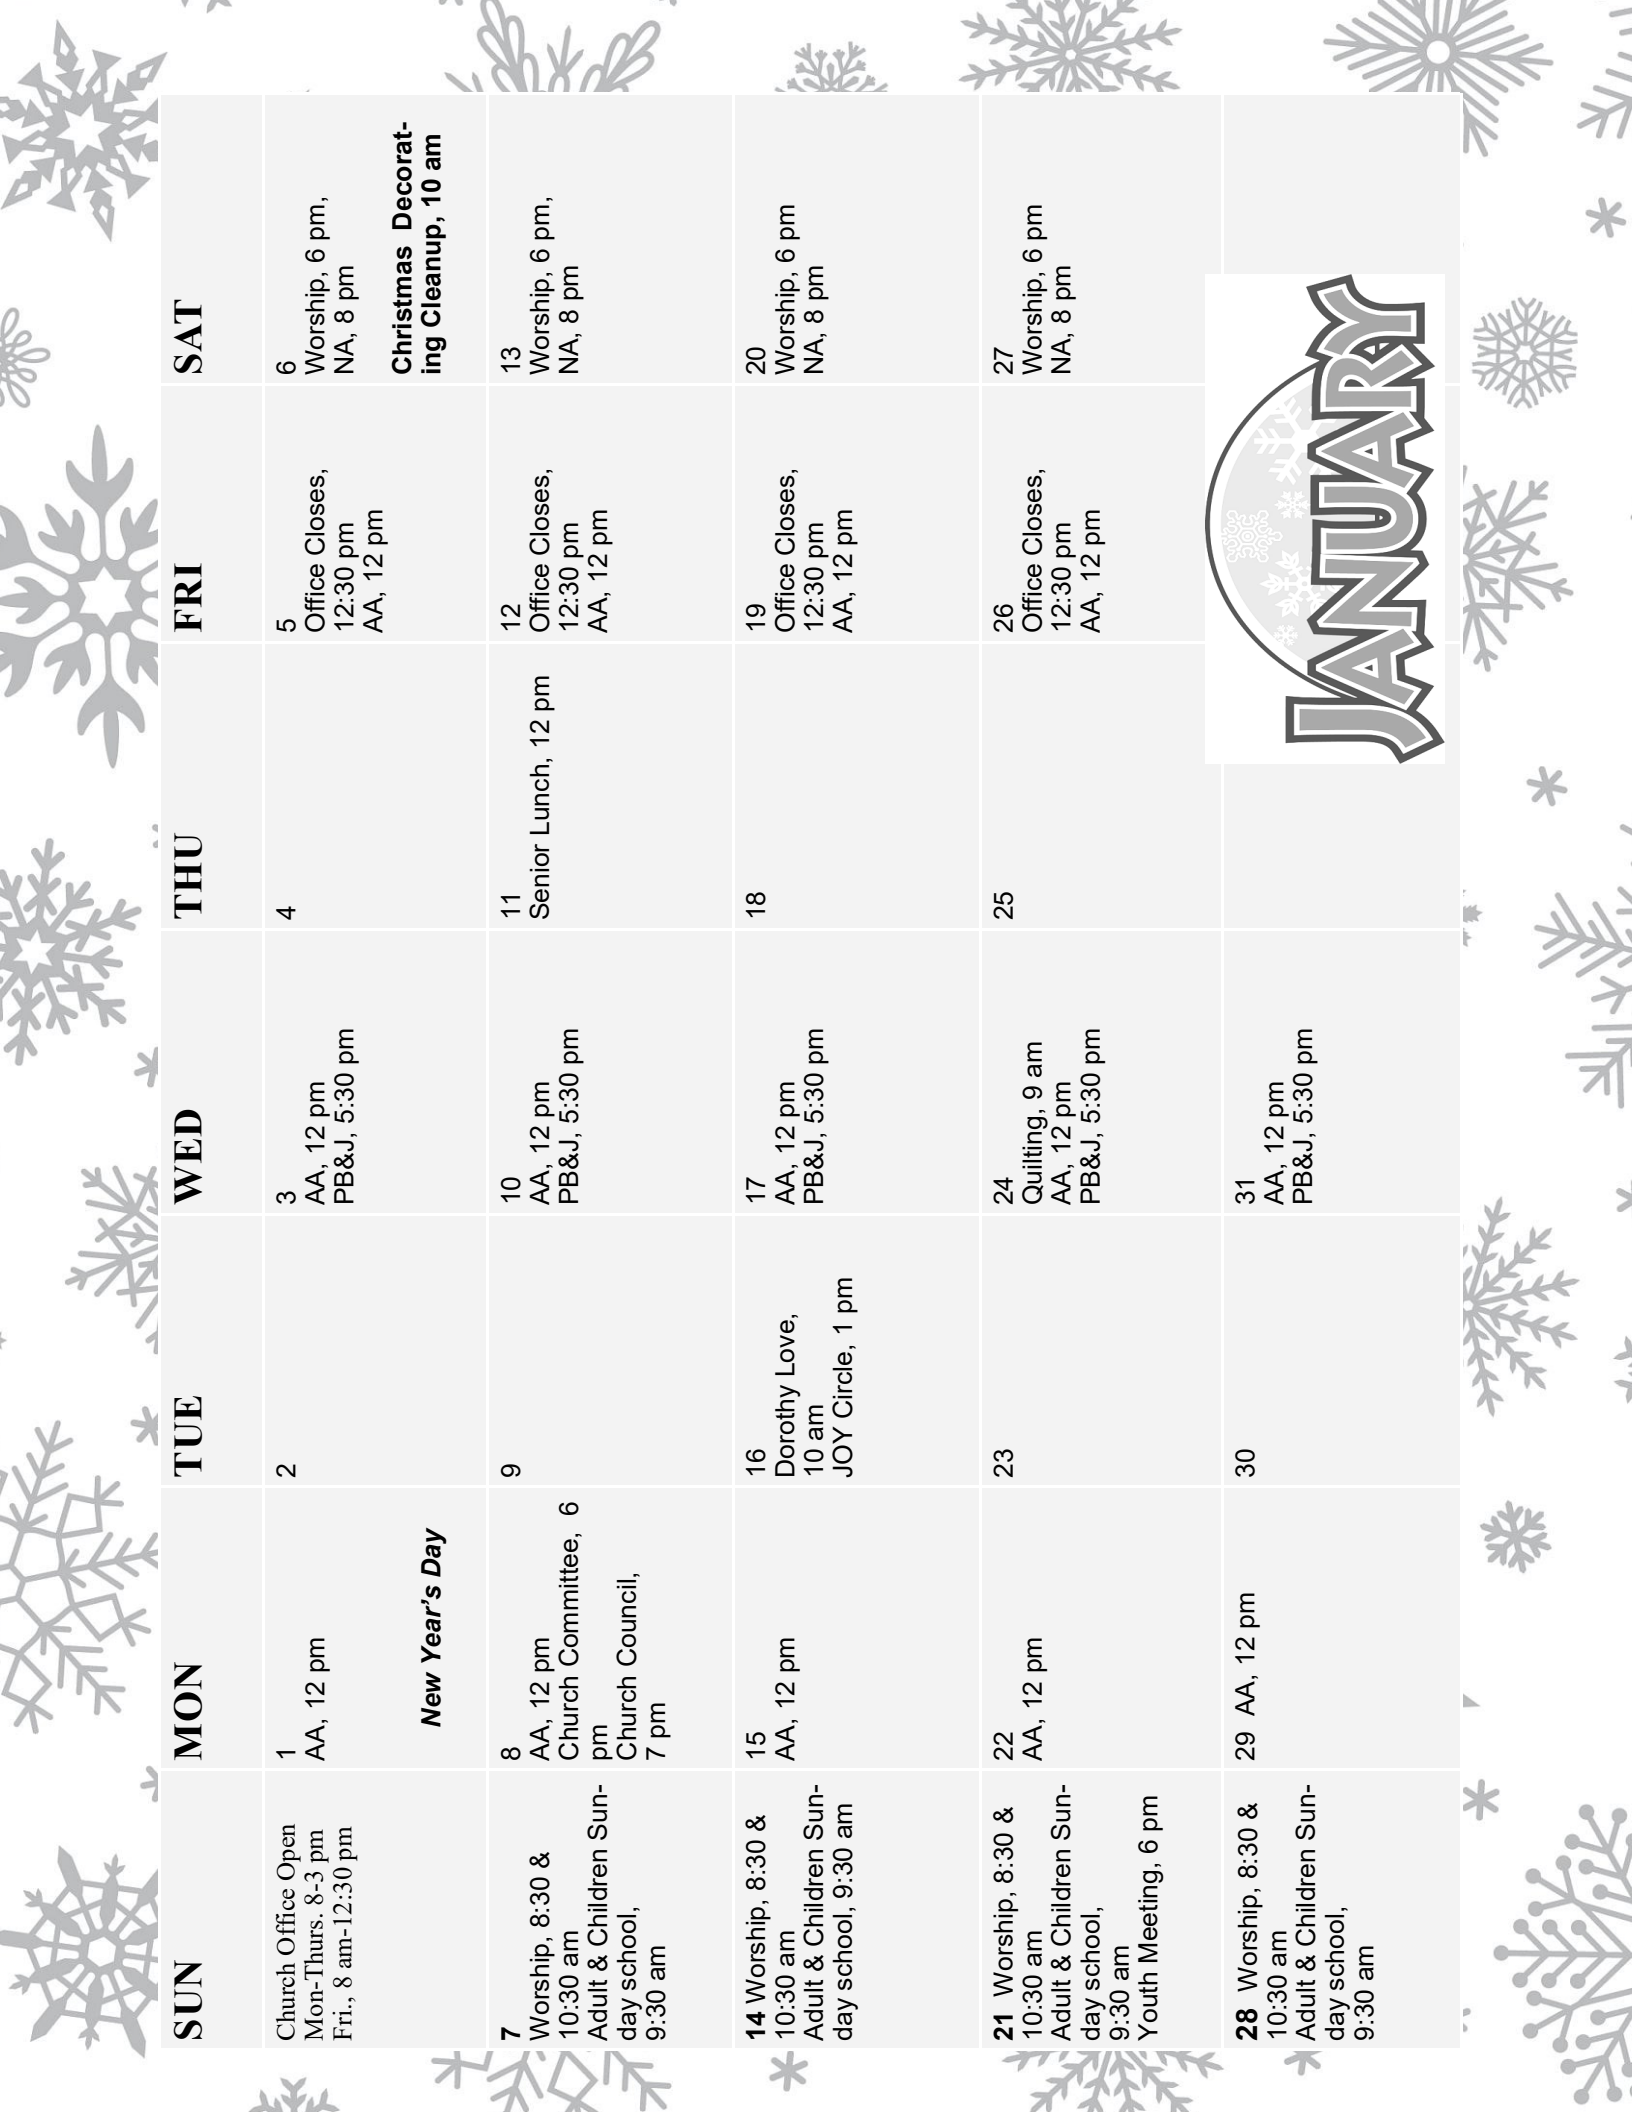 SUN
MON
TUE
WED
THU
FRI
SAT
Church Office Open
Mon-Thurs. 8-3 pm
Fri., 8 am-12:30 pm
1
AA, 12 pm
New Year's Day
2
3
AA, 12 pm
PB&J, 5:30 pm
4
5
Office Closes,
12:30 pm
AA, 12 pm
6
Worship, 6 pm,
NA, 8 pm
Christmas Decorat-
ing Cleanup, 10 am
7
Worship, 8:30 &
10:30 am
Adult & Children Sun-
day school,
9:30 am
8
AA, 12 pm
Church Committee, 6
pm
Church Council,
7 pm
9
10
AA, 12 pm
PB&J, 5:30 pm
11
Senior Lunch, 12 pm
12
Office Closes,
12:30 pm
AA, 12 pm
13
Worship, 6 pm,
NA, 8 pm
14 Worship, 8:30 &
10:30 am
Adult & Children Sun-
day school, 9:30 am
15
AA, 12 pm
16
Dorothy Love,
10 am
JOY Circle, 1 pm
17
AA, 12 pm
PB&J, 5:30 pm
18
19
Office Closes,
12:30 pm
AA, 12 pm
20
Worship, 6 pm
NA, 8 pm
21 Worship, 8:30 &
10:30 am
Adult & Children Sun-
day school,
9:30 am
Youth Meeting, 6 pm
22
AA, 12 pm
23
24
Quilting, 9 am
AA, 12 pm
PB&J, 5:30 pm
25
26
Office Closes,
12:30 pm
AA, 12 pm
27
Worship, 6 pm
NA, 8 pm
28 Worship, 8:30 &
10:30 am
Adult & Children Sun-
day school,
9:30 am
29 AA, 12 pm
30
31
AA, 12 pm
PB&J, 5:30 pm
JANUARY